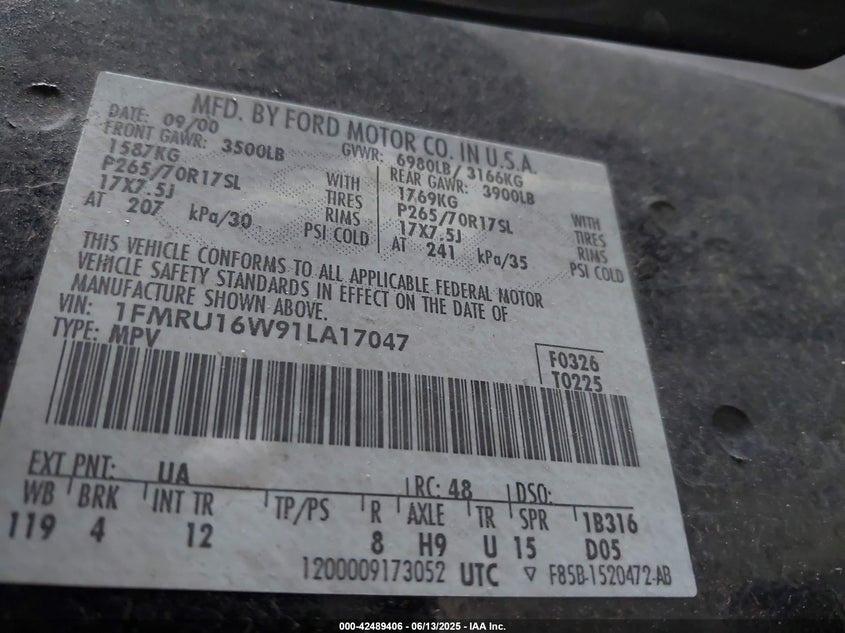 MFD. BY FORD MOTOR CO. IN U.S.A.
DATE: 09/00 GVWR: 6980LB/ 3166KG
FRONT GAWR: 3500LB REAR GAWR: 3900LB
1587KG WITH 1769KG WITH
P265/70R17SL TIRES P265/70R17SL TIRES
17X7.5J RIMS 17X7.5J RIMS
AT 207 kPa/30 PSI COLD AT 241 kPa/35 PSI COLD
THIS VEHICLE CONFORMS TO ALL APPLICABLE FEDERAL MOTOR
VEHICLE SAFETY STANDARDS IN EFFECT ON THE DATE OF
MANUFACTURE SHOWN ABOVE.
VIN: 1FMRU16W91LA17047
TYPE: MPV
F0326
T0225
EXT PNT: UA RC: 48 DSO:
WB BRK INT TR TP/PS R AXLE TR SPR 1B316
119 4 12 8 H9 U 15 D05
1200009173052 UTC ▽ F85B-1520472-AB
000-42489406 - 06/13/2025 - IAA Inc.